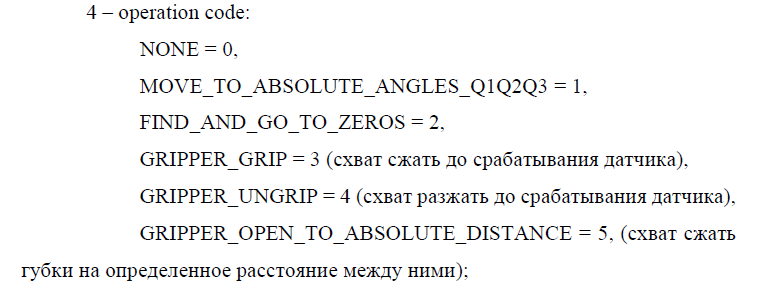 4 – operation code:
NONE = 0,
MOVE_TO_ABSOLUTE_ANGLES_Q1Q2Q3 = 1,
FIND_AND_GO_TO_ZEROS = 2,
GRIPPER_GRIP = 3 (схват сжать до срабатывания датчика),
GRIPPER_UNGRIP = 4 (схват разжать до срабатывания датчика),
GRIPPER_OPEN_TO_ABSOLUTE_DISTANCE = 5, (схват сжать
губки на определенное расстояние между ними);